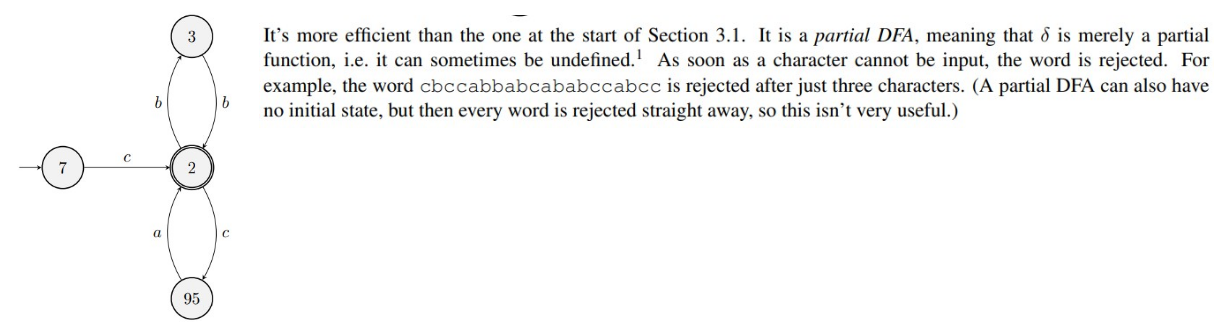 3
It's more efficient than the one at the start of Section 3.1. It is a partial DFA, meaning that δ is merely a partial
function, i.e. it can sometimes be undefined.¹ As soon as a character cannot be input, the word is rejected. For
example, the word cbccabbabcababccabcc is rejected after just three characters. (A partial DFA can also have
no initial state, but then every word is rejected straight away, so this isn't very useful.)
b b
7 c 2
a c
95